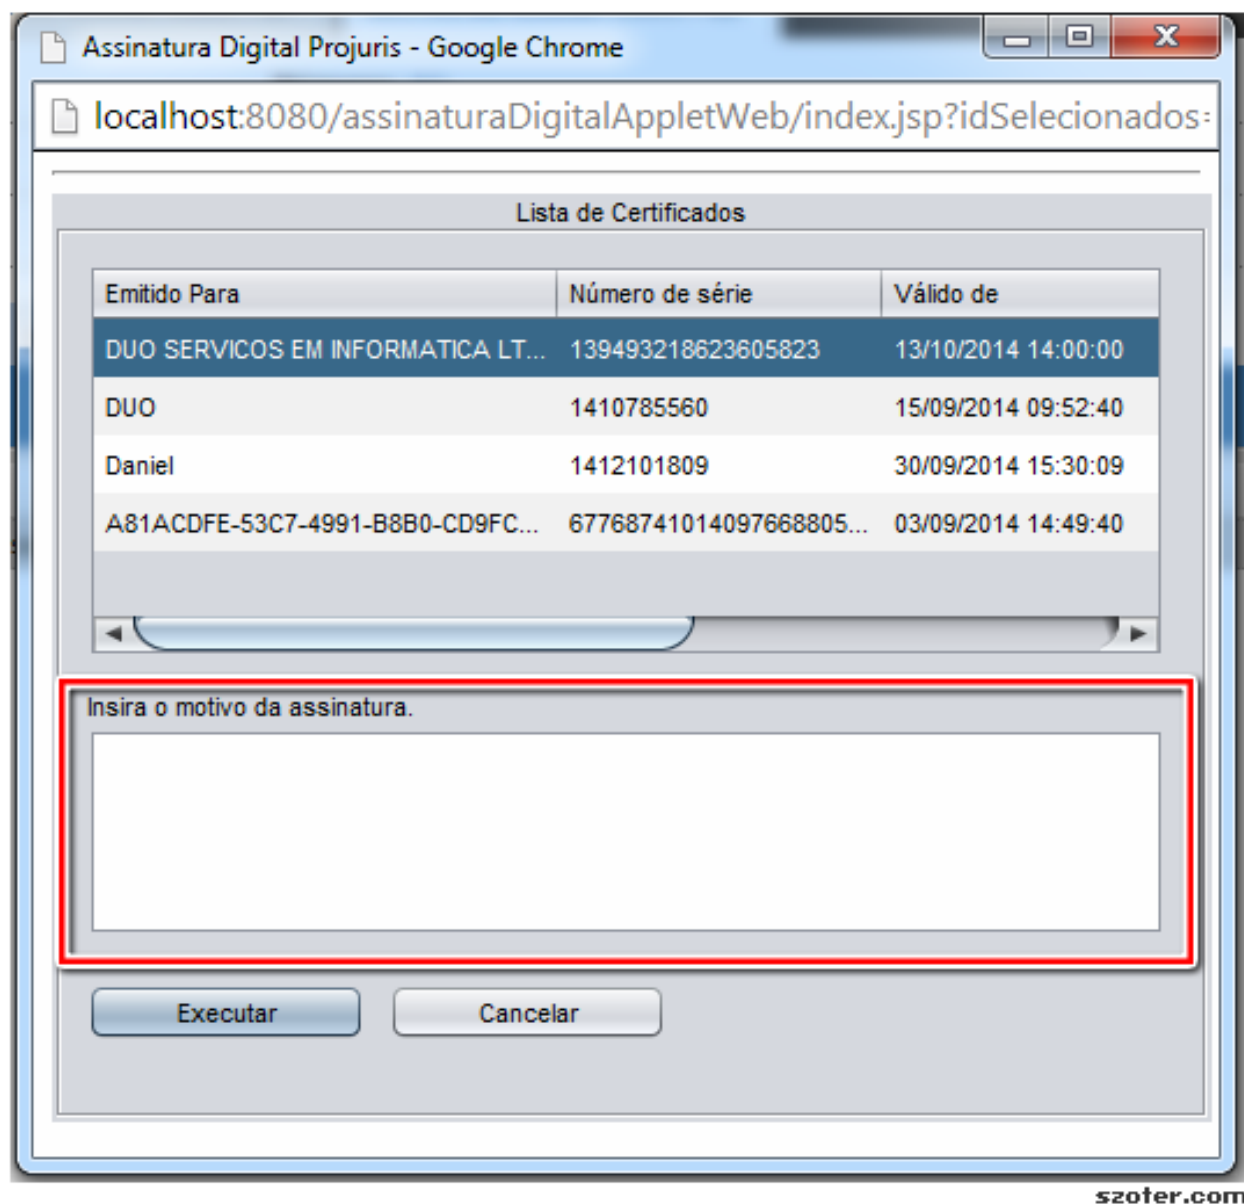 Assinatura Digital Projuris - Google Chrome
localhost:8080/assinaturaDigitalAppletWeb/index.jsp?idSelecionados=
Lista de Certificados
Emitido Para Número de série Válido de
DUO SERVICOS EM INFORMATICA LT... 139493218623605823 13/10/2014 14:00:00
DUO 1410785560 15/09/2014 09:52:40
Daniel 1412101809 30/09/2014 15:30:09
A81ACDFE-53C7-4991-B8B0-CD9FC... 67768741014097668805... 03/09/2014 14:49:40
Insira o motivo da assinatura.
Executar Cancelar
szoter.com